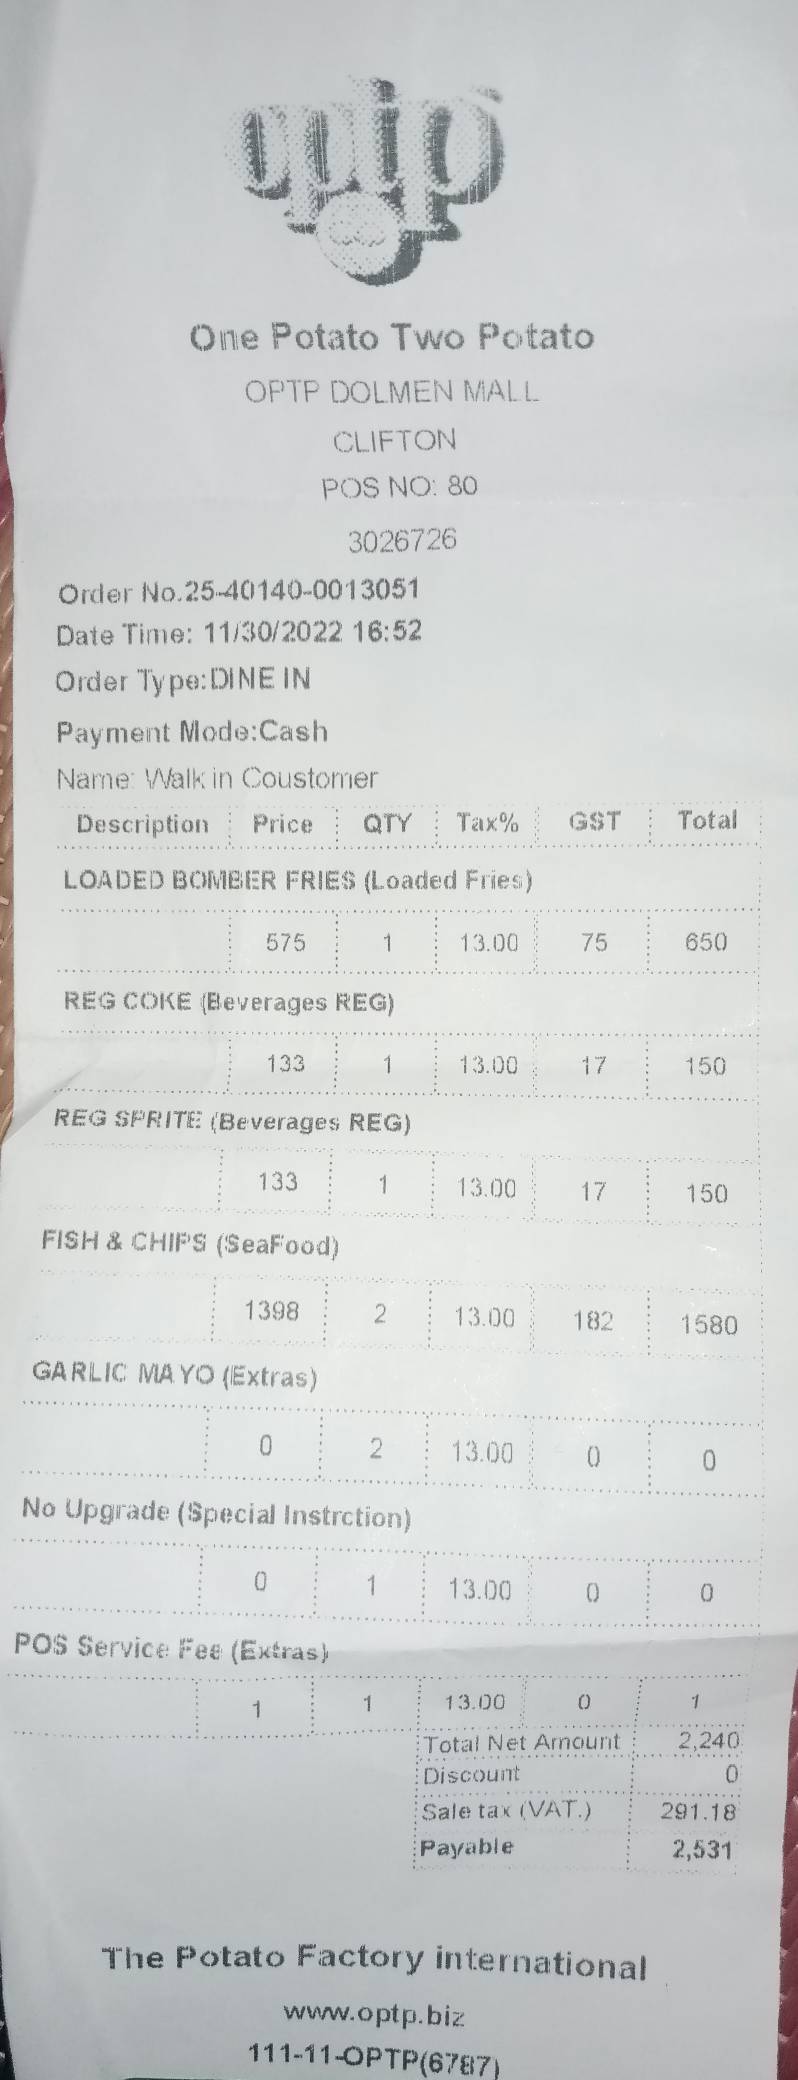 optp
One Potato Two Potato
OPTP DOLMEN MALL
CLIFTON
POS NO: 80
3026726
Order No.25-40140-0013051
Date Time: 11/30/2022 16:52
Order Type:DINE IN
Payment Mode:Cash
Name: Walk in Coustomer
Description Price QTY Tax% GST Total
LOADED BOMBER FRIES (Loaded Fries)
575 1 13.00 75 650
REG COKE (Beverages REG)
133 1 13.00 17 150
REG SPRITE (Beverages REG)
133 1 13.00 17 150
FISH & CHIPS (SeaFood)
1398 2 13.00 182 1580
GARLIC MAYO (Extras)
0 2 13.00 0 0
No Upgrade (Special Instrction)
0 1 13.00 0 0
POS Service Fee (Extras)
1 1 13.00 0 1
Total Net Amount 2,240
Discount 0
Sale tax (VAT.) 291.18
Payable 2,531
The Potato Factory international
www.optp.biz
111-11-OPTP(6787)